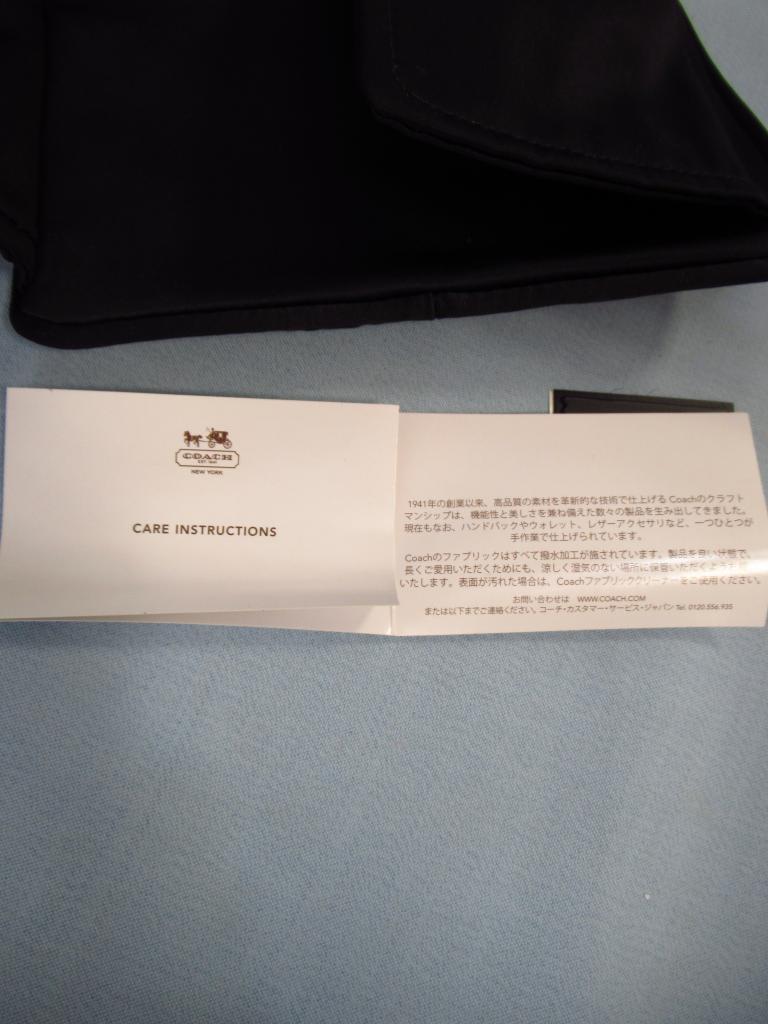 COACH
EST. 1941
NEW YORK
CARE INSTRUCTIONS
1941年の創業以来、高品質の素材を革新的な技術で仕上げる Coachのクラフト
マンシップは、機能性と美しさを兼ね備えた数々の製品を生み出してきました。
現在もなお、ハンドバックやウォレット、レザーアクセサリなど、一つひとつが
手作業で仕上げられています。
Coachのファブリックはすべて撥水加工が施されています。製品を良い状態で、
長くご愛用いただくためにも、涼しく湿気のない場所に保管いただくようお願
いたします。表面が汚れた場合は、Coachファブリッククリーナーをご使用ください。
お問い合わせは WWW.COACH.COM
または以下までご連絡ください。コーチ・カスタマー・サービス・ジャパン Tel. 0120.556.935